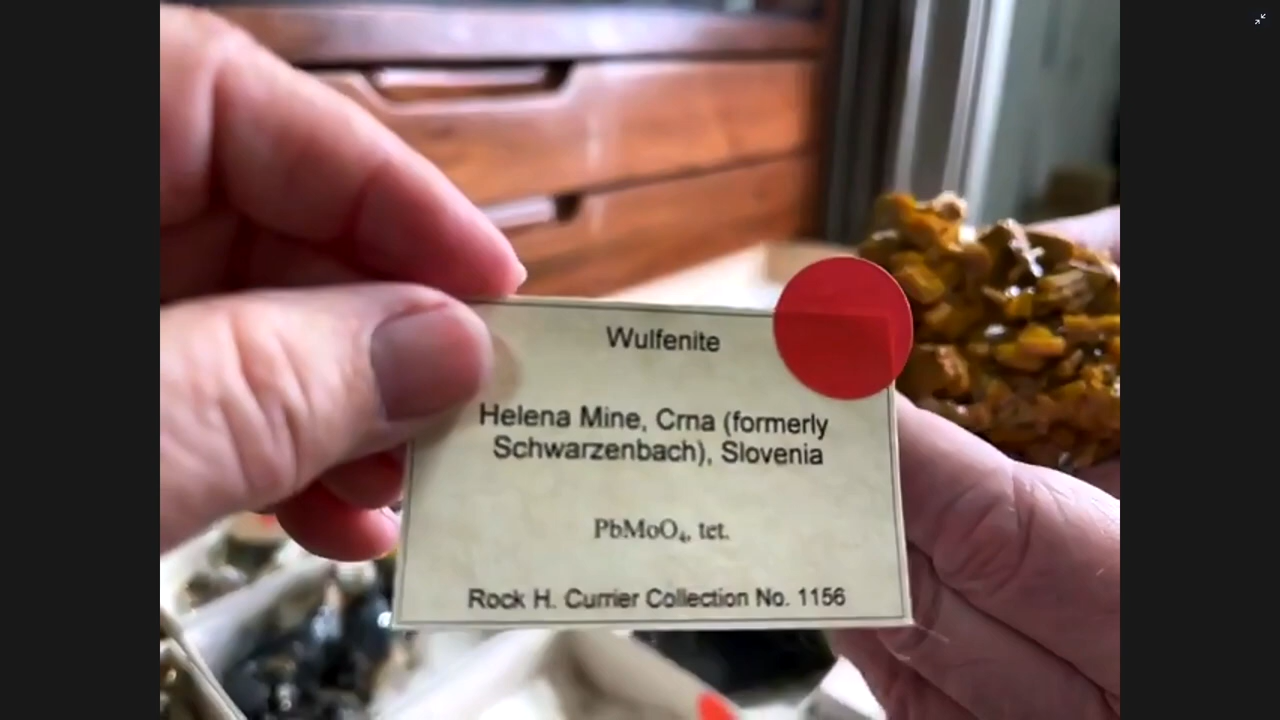 Wulfenite
Helena Mine, Crna (formerly
Schwarzenbach), Slovenia
PbMoO₄, tet.
Rock H. Currier Collection No. 1156